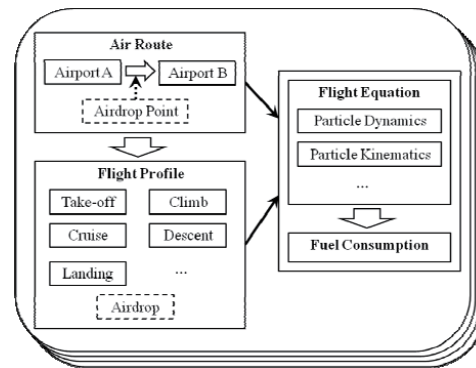 Air Route
Airport A
Airport B
Airdrop Point
Flight Profile
Take-off
Climb
Cruise
Descent
Landing
...
Airdrop
Flight Equation
Particle Dynamics
Particle Kinematics
...
Fuel Consumption